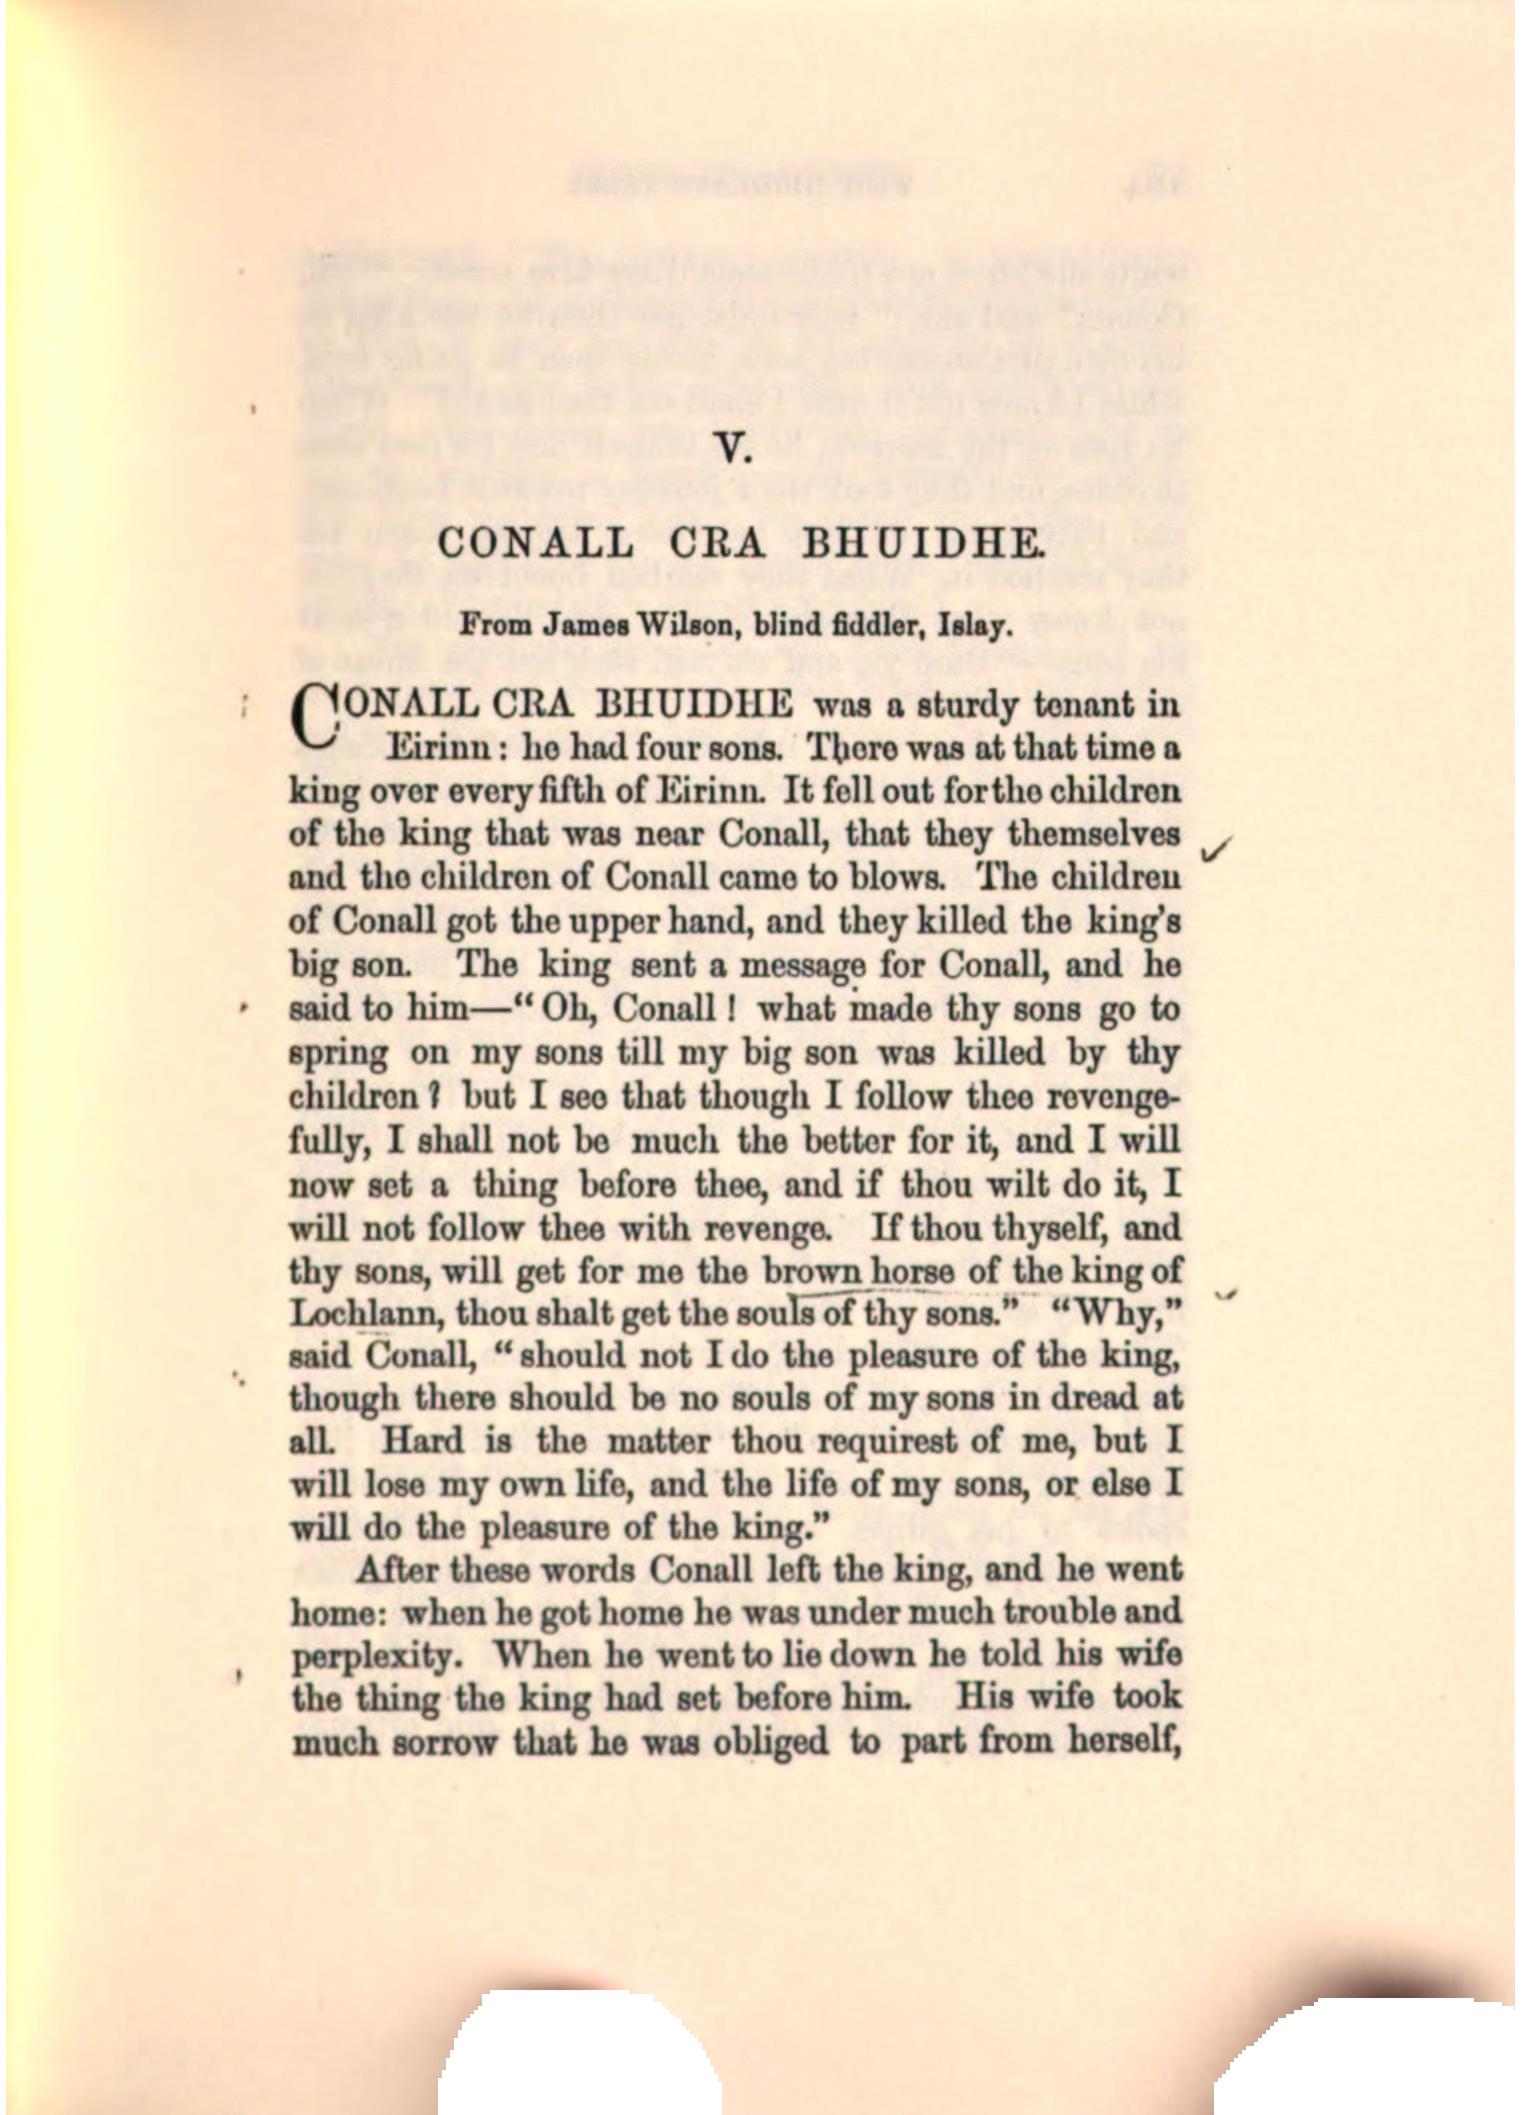 V.
CONALL CRA BHUIDHE.
From James Wilson, blind fiddler, Islay.
CONALL CRA BHUIDHE was a sturdy tenant in
Eirinn: he had four sons. There was at that time a
king over every fifth of Eirinn. It fell out for the children
of the king that was near Conall, that they themselves
and the children of Conall came to blows. The children
of Conall got the upper hand, and they killed the king's
big son. The king sent a message for Conall, and he
said to him—"Oh, Conall! what made thy sons go to
spring on my sons till my big son was killed by thy
children? but I see that though I follow thee revenge-
fully, I shall not be much the better for it, and I will
now set a thing before thee, and if thou wilt do it, I
will not follow thee with revenge. If thou thyself, and
thy sons, will get for me the brown horse of the king of
Lochlann, thou shalt get the souls of thy sons." "Why,"
said Conall, "should not I do the pleasure of the king,
though there should be no souls of my sons in dread at
all. Hard is the matter thou requirest of me, but I
will lose my own life, and the life of my sons, or else I
will do the pleasure of the king."
After these words Conall left the king, and he went
home: when he got home he was under much trouble and
perplexity. When he went to lie down he told his wife
the thing the king had set before him. His wife took
much sorrow that he was obliged to part from herself,